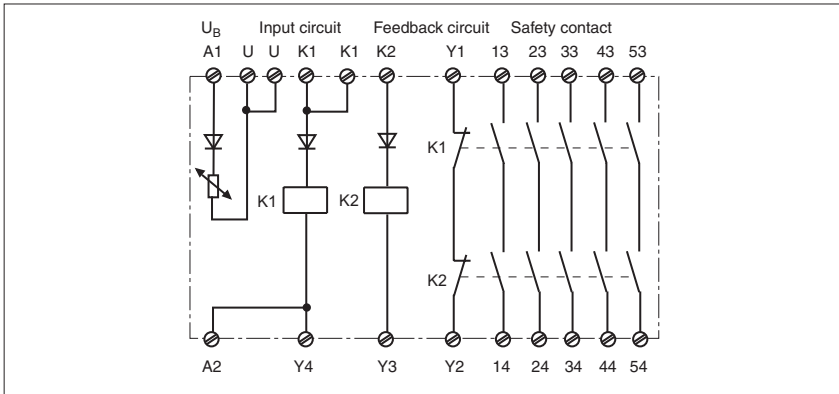 U_B Input circuit Feedback circuit Safety contact
A1 U U K1 K1 K2 Y1 13 23 33 43 53
K1
K1 K2
K2
A2 Y4 Y3 Y2 14 24 34 44 54